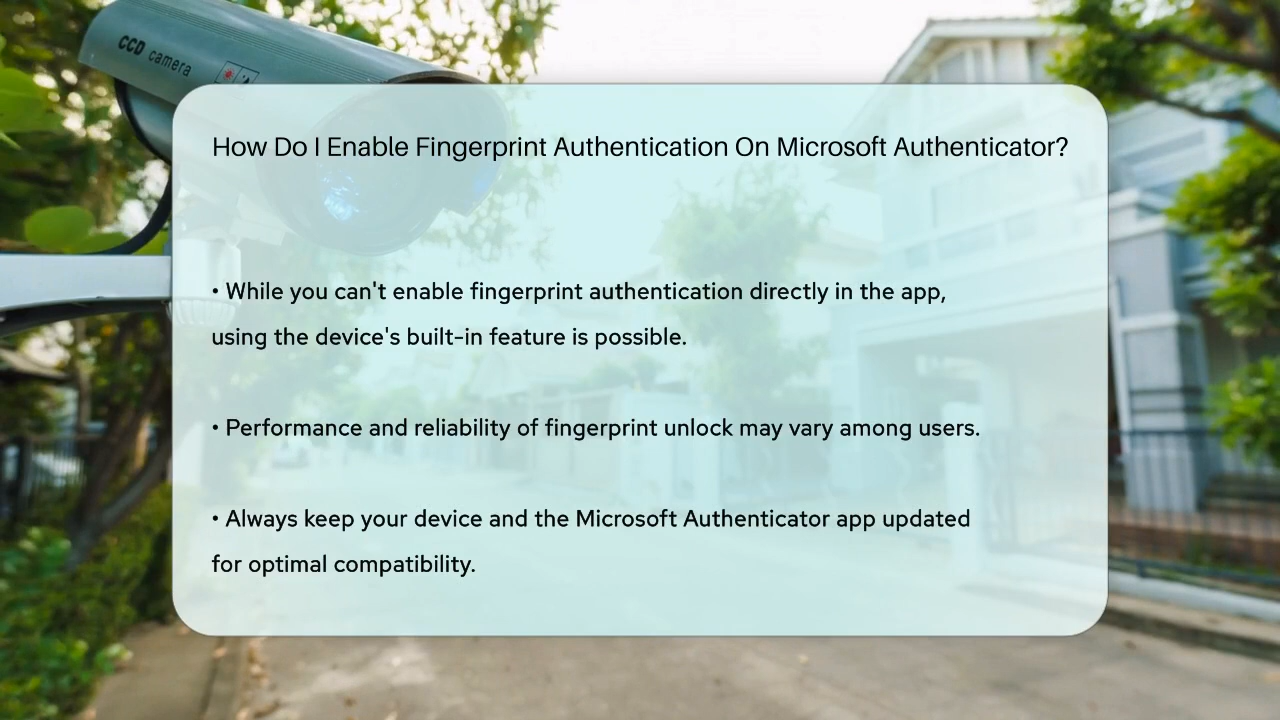 CCD camera
How Do I Enable Fingerprint Authentication On Microsoft Authenticator?
• While you can't enable fingerprint authentication directly in the app,
using the device's built-in feature is possible.
• Performance and reliability of fingerprint unlock may vary among users.
• Always keep your device and the Microsoft Authenticator app updated
for optimal compatibility.